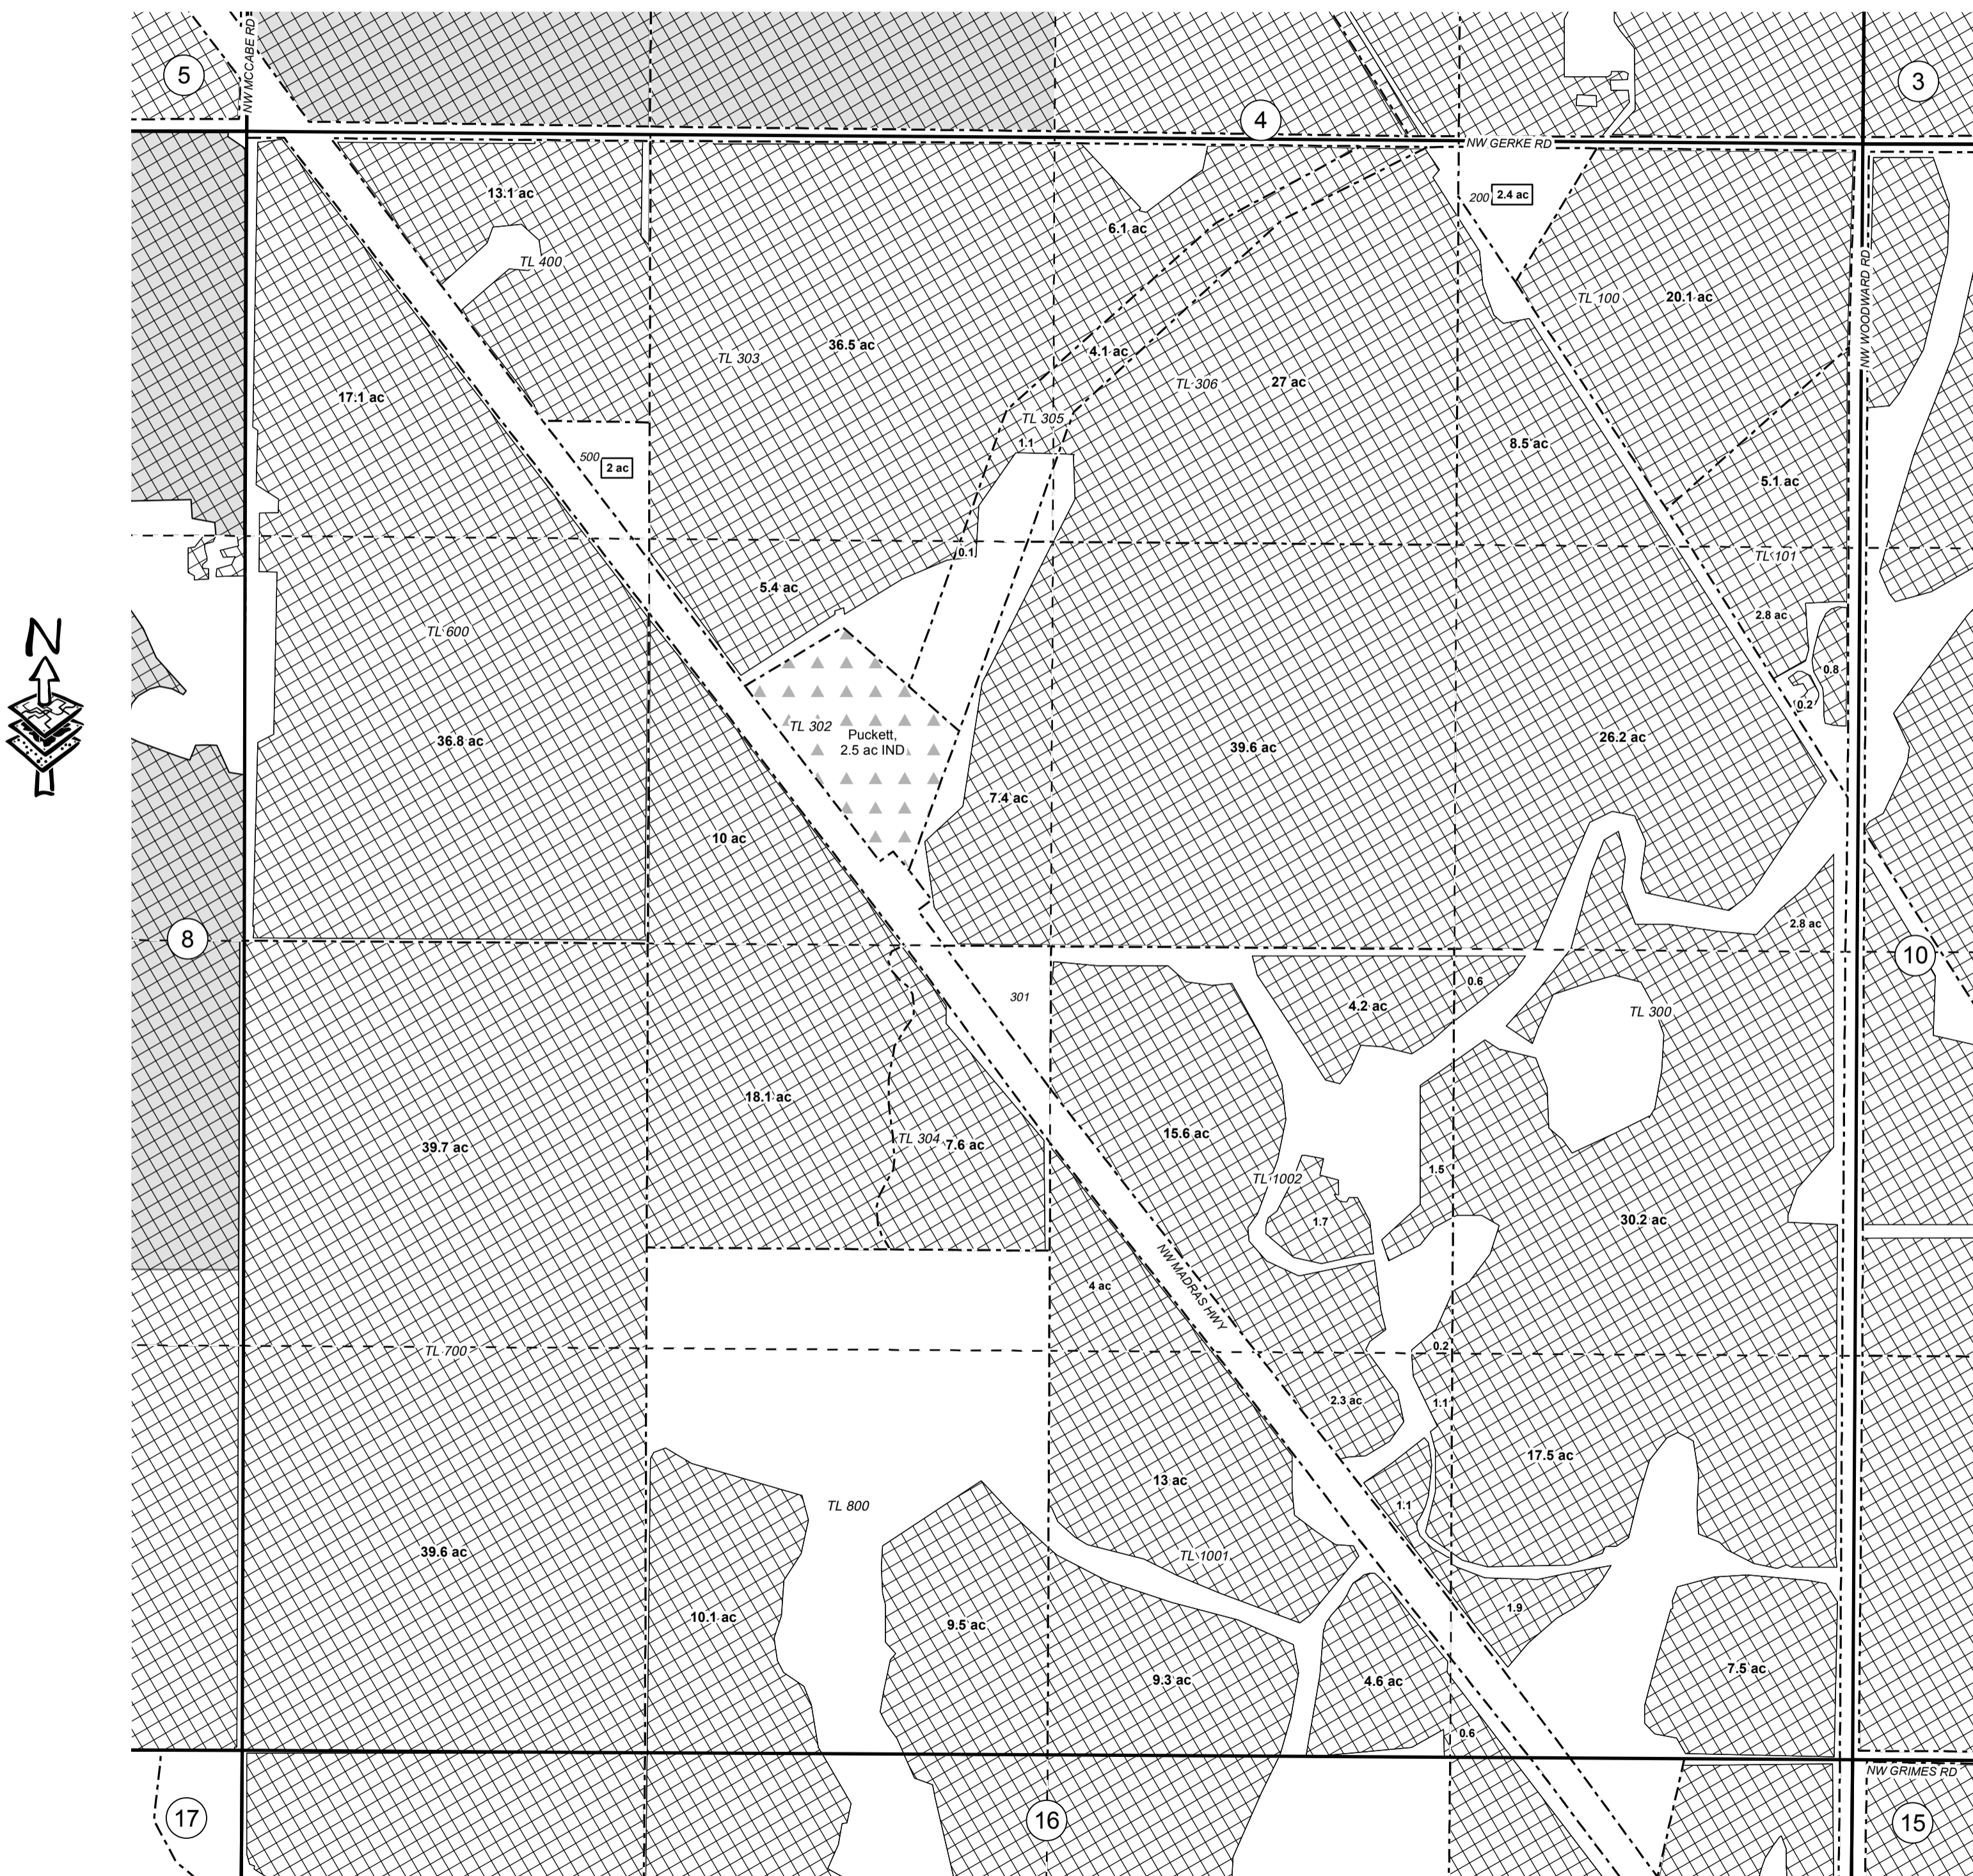 NW MCCABE RD
5
3
4
NW GERKE RD
13.1 ac
200
2.4 ac
6.1 ac
TL 400
TL 100
20.1 ac
NW WOODWARD RD
36.5 ac
4.1 ac
TL 303
TL 306
27 ac
17.1 ac
TL 305
1.1
8.5 ac
500
2 ac
5.1 ac
0.1
TL 101
5.4 ac
2.8 ac
N
TL 600
0.8
0.2
TL 302
Puckett,
2.5 ac IND
36.8 ac
39.6 ac
26.2 ac
7.4 ac
10 ac
2.8 ac
8
10
0.6
301
4.2 ac
TL 300
18.1 ac
15.6 ac
39.7 ac
TL 304
7.6 ac
1.5
TL 1002
1.7
30.2 ac
NW MADRAS HWY
4 ac
TL 700
0.2
2.3 ac
1.1
17.5 ac
13 ac
TL 800
1.1
39.6 ac
TL 1001
1.9
10.1 ac
9.5 ac
7.5 ac
9.3 ac
4.6 ac
0.6
NW GRIMES RD
17
16
15